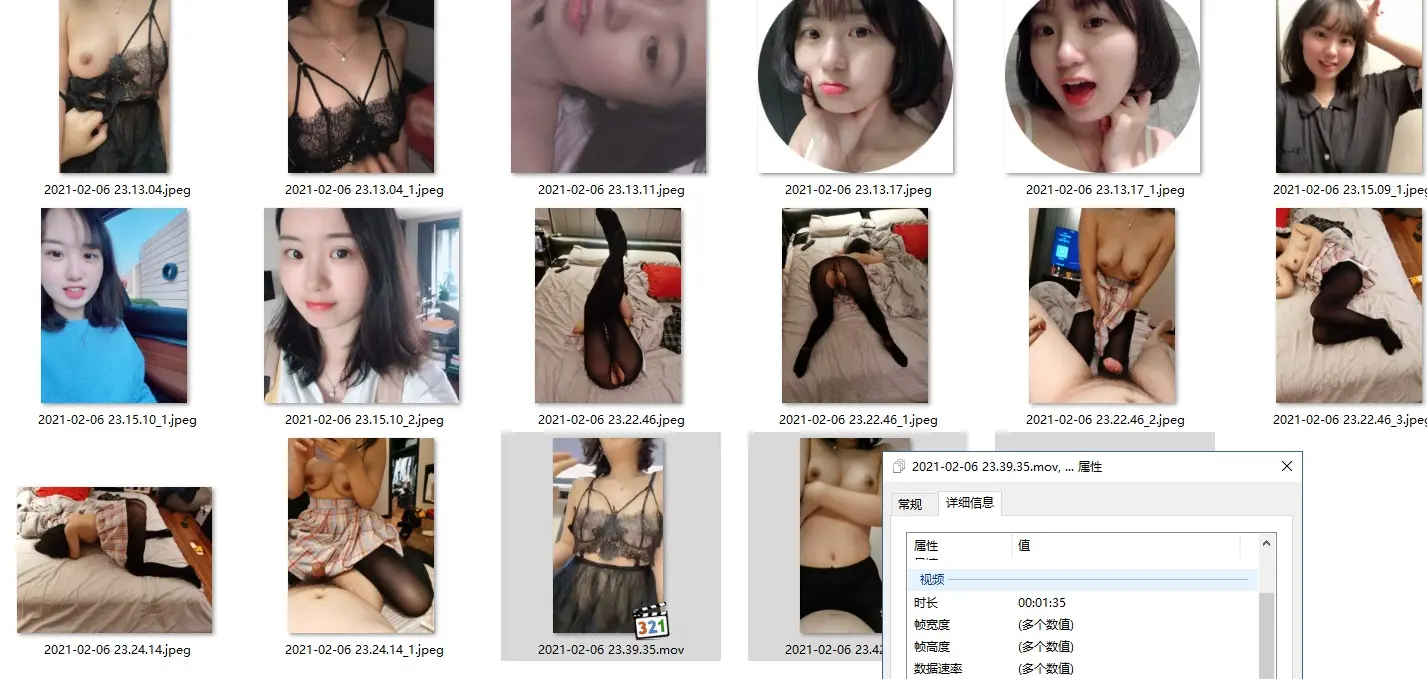 2021-02-06 23.13.04.jpeg
2021-02-06 23.13.04_1.jpeg
2021-02-06 23.13.11.jpeg
2021-02-06 23.13.17.jpeg
2021-02-06 23.13.17_1.jpeg
2021-02-06 23.15.09_1.jpeg
2021-02-06 23.15.10_1.jpeg
2021-02-06 23.15.10_2.jpeg
2021-02-06 23.22.46.jpeg
2021-02-06 23.22.46_1.jpeg
2021-02-06 23.22.46_2.jpeg
2021-02-06 23.22.46_3.jpeg
2021-02-06 23.24.14.jpeg
2021-02-06 23.24.14_1.jpeg
321
2021-02-06 23.39.35.mov
2021-02-06 23.42
2021-02-06 23.39.35.mov, ... 属性
常规 详细信息
属性 值
视频
时长 00:01:35
帧宽度 (多个数值)
帧高度 (多个数值)
数据速率 (多个数值)